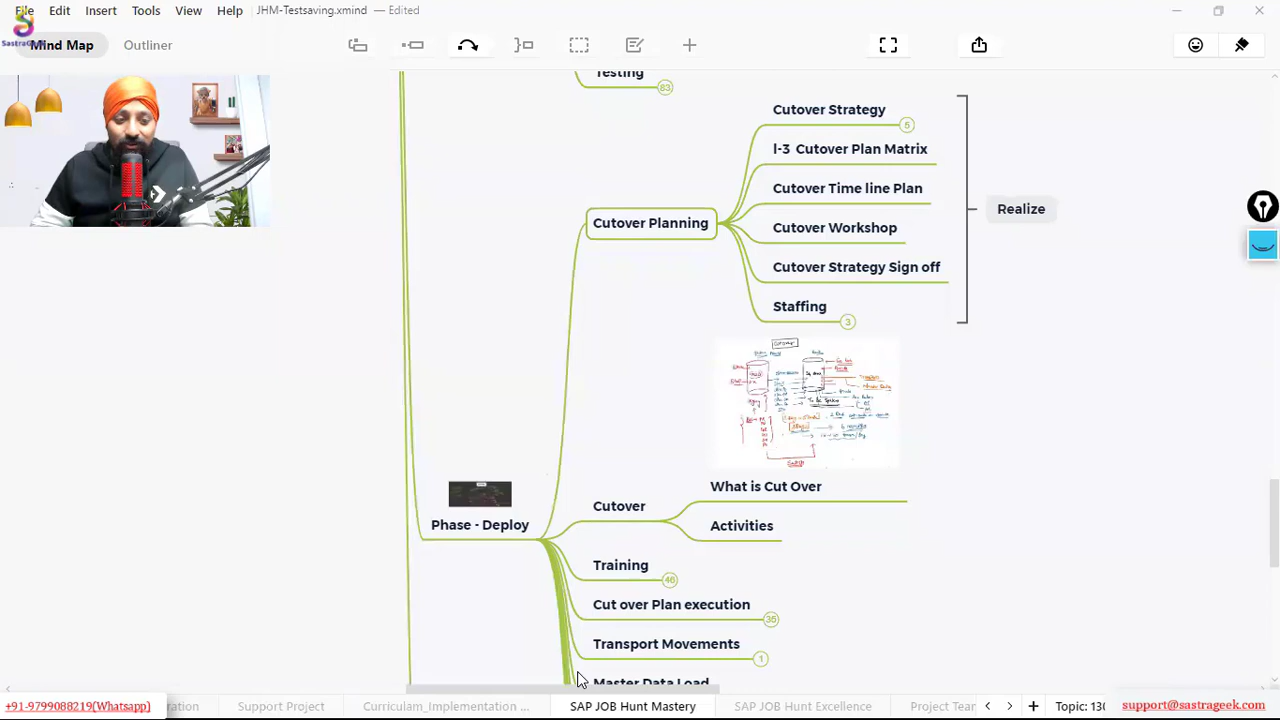 File Edit Insert Tools View Help JHM-Testsaving.xmind — Edited
SastraGeek
Mind Map Outliner
Testing
83
Cutover Strategy
5
l-3 Cutover Plan Matrix
Cutover Time line Plan
Cutover Planning
Cutover Workshop
Cutover Strategy Sign off
Staffing
3
Realize
What is Cut Over
Cutover
Activities
Phase - Deploy
Training
46
Cut over Plan execution
35
Transport Movements
1
Master Data Load
+91-9799088219(Whatsapp)
Support Project
Curriculam_Implementation ...
SAP JOB Hunt Mastery
SAP JOB Hunt Excellence
Project Team
Topic: 130
support@sastrageek.com